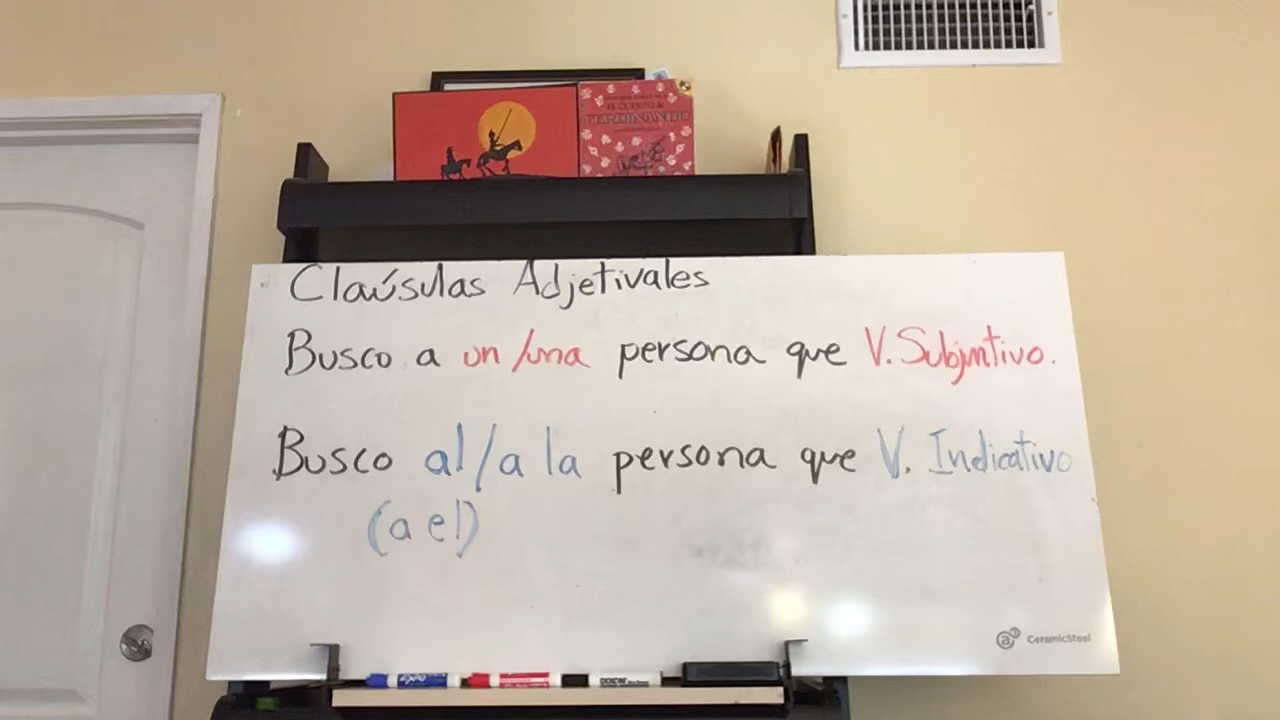 EL CUENTO de
FERDINANDO
Claúsulas Adjetivales
Busco a un/una persona que V. Subjuntivo.
Busco al/a la persona que V. Indicativo
(a el)
a3 CeramicSteel
EXPO